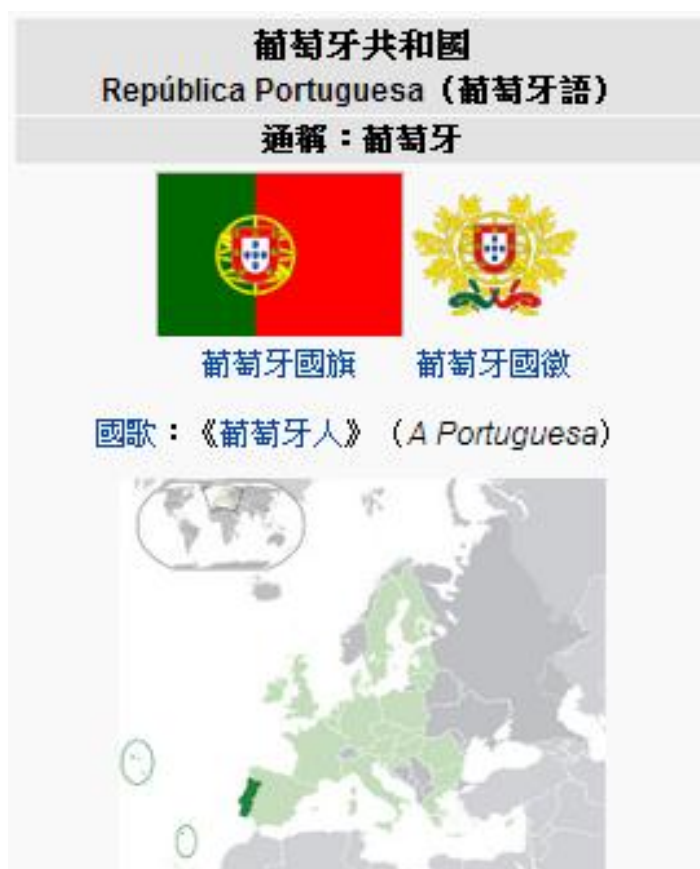 葡萄牙共和國
República Portuguesa（葡萄牙語）
通稱：葡萄牙
葡萄牙國旗 葡萄牙國徽
國歌：《葡萄牙人》（A Portuguesa）